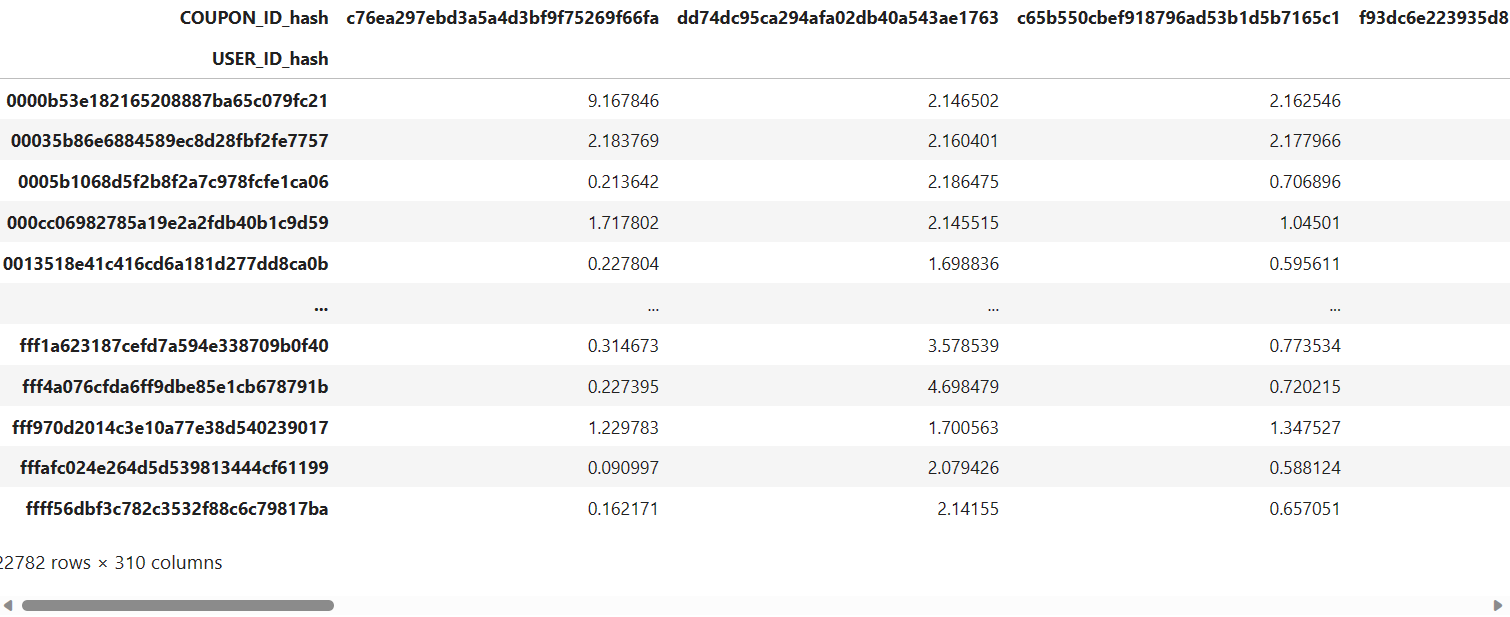 COUPON_ID_hash c76ea297ebd3a5a4d3bf9f75269f66fa dd74dc95ca294afa02db40a543ae1763 c65b550cbef918796ad53b1d5b7165c1 f93dc6e223935d8
USER_ID_hash
0000b53e182165208887ba65c079fc21 9.167846 2.146502 2.162546
00035b86e6884589ec8d28fbf2fe7757 2.183769 2.160401 2.177966
0005b1068d5f2b8f2a7c978fcfe1ca06 0.213642 2.186475 0.706896
000cc06982785a19e2a2fdb40b1c9d59 1.717802 2.145515 1.04501
0013518e41c416cd6a181d277dd8ca0b 0.227804 1.698836 0.595611
... ... ... ...
fff1a623187cefd7a594e338709b0f40 0.314673 3.578539 0.773534
fff4a076cfda6ff9dbe85e1cb678791b 0.227395 4.698479 0.720215
fff970d2014c3e10a77e38d540239017 1.229783 1.700563 1.347527
fffafc024e264d5d539813444cf61199 0.090997 2.079426 0.588124
ffff56dbf3c782c3532f88c6c79817ba 0.162171 2.14155 0.657051
22782 rows × 310 columns